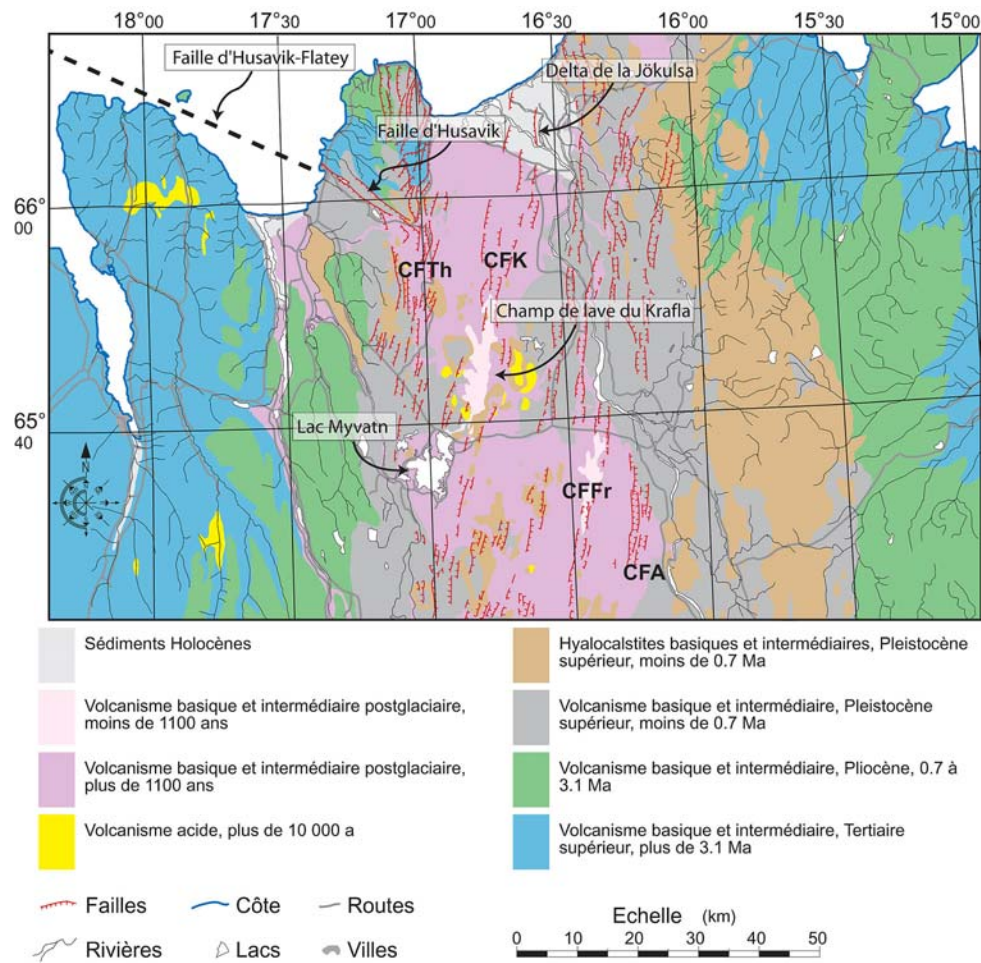 18°00' 17°30' 17°00' 16°30' 16°00' 15°30' 15°00'
Faille d'Husavik-Flatey
Delta de la Jökulsa
Faille d'Husavik
66°
00
CFTh
CFK
Champ de lave du Krafla
65°
40
Lac Myvatn
CFFr
N
CFA
Sédiments Holocènes
Volcanisme basique et intermédiaire postglaciaire,
moins de 1100 ans
Volcanisme basique et intermédiaire postglaciaire,
plus de 1100 ans
Volcanisme acide, plus de 10 000 a
Hyalocalstites basiques et intermédiaires, Pleistocène
supérieur, moins de 0.7 Ma
Volcanisme basique et intermédiaire, Pleistocène
supérieur, moins de 0.7 Ma
Volcanisme basique et intermédiaire, Pliocène, 0.7 à
3.1 Ma
Volcanisme basique et intermédiaire, Tertiaire
supérieur, plus de 3.1 Ma
Failles
Côte
Routes
Rivières
Lacs
Villes
Echelle (km)
0 10 20 30 40 50